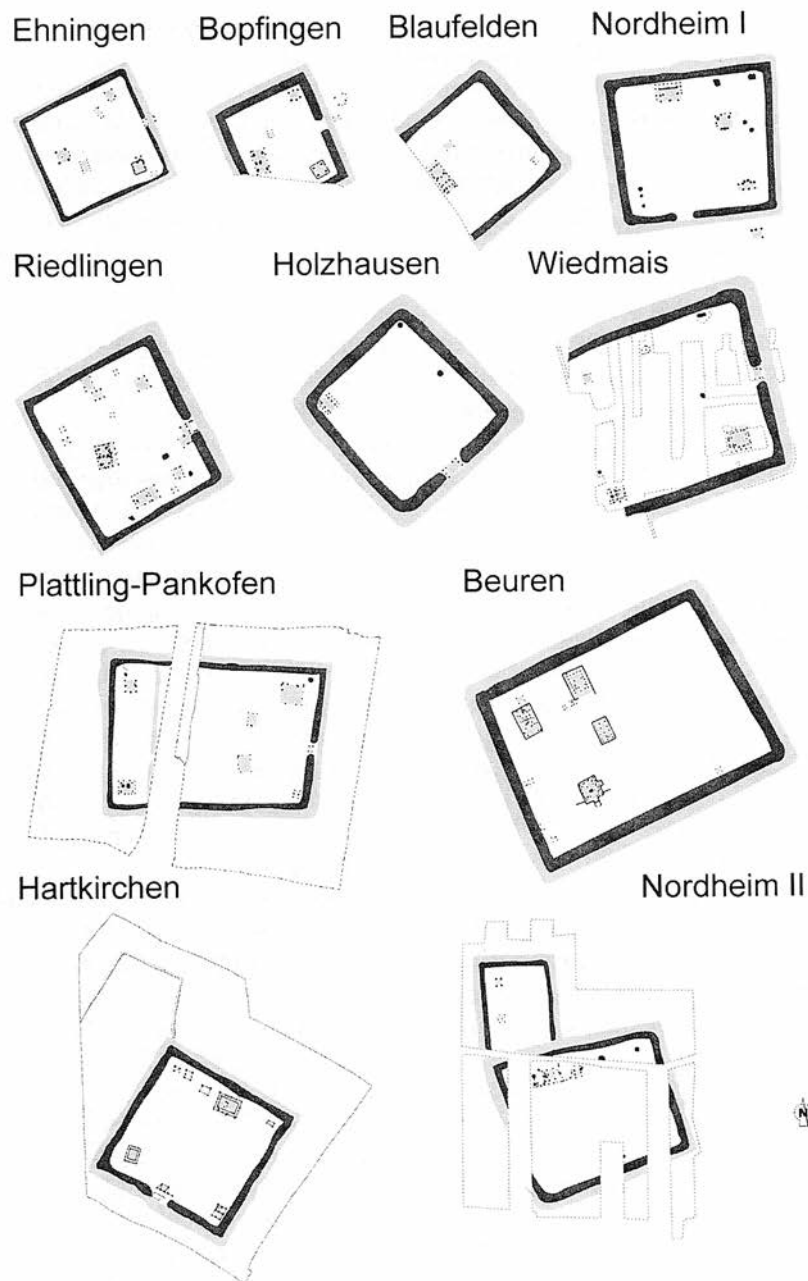 Ehningen Bopfingen Blaufelden Nordheim I
Riedlingen Holzhausen Wiedmais
Plattling-Pankofen Beuren
Hartkirchen Nordheim II
N